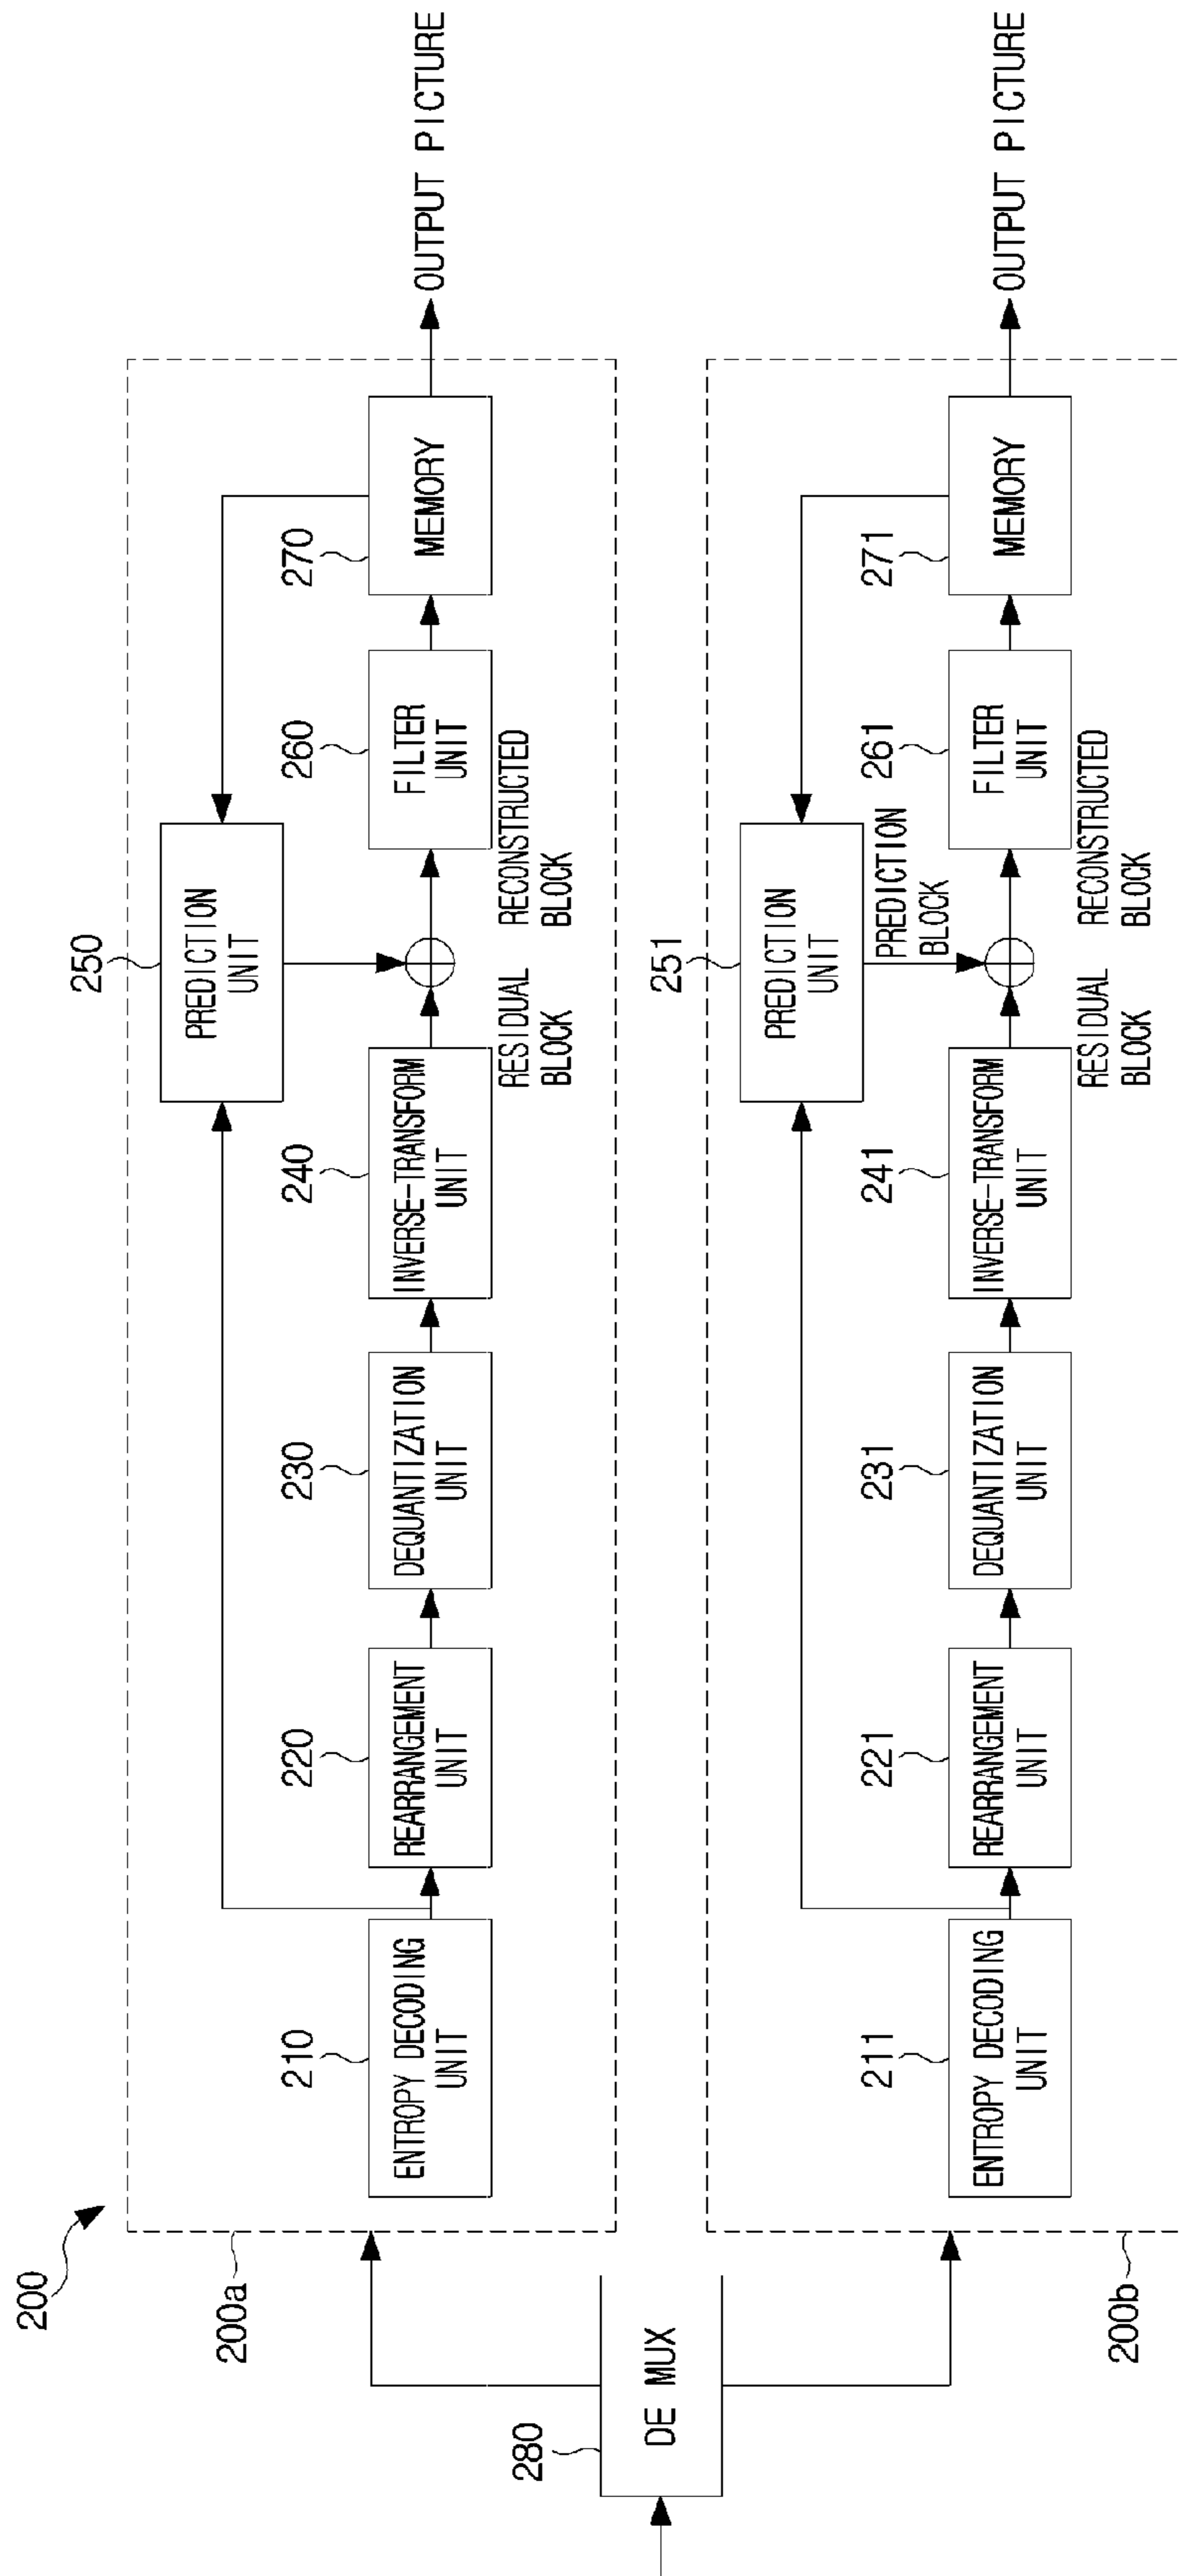 200
200a
250
PREDICTION
UNIT
210
ENTROPY DECODING
UNIT
220
REARRANGEMENT
UNIT
230
DEQUANTIZATION
UNIT
240
INVERSE-TRANSFORM
UNIT
RESIDUAL
BLOCK
RECONSTRUCTED
BLOCK
260
FILTER
UNIT
270
MEMORY
OUTPUT PICTURE
280
DE MUX
200b
251
PREDICTION
UNIT
PREDICTION
BLOCK
211
ENTROPY DECODING
UNIT
221
REARRANGEMENT
UNIT
231
DEQUANTIZATION
UNIT
241
INVERSE-TRANSFORM
UNIT
RESIDUAL
BLOCK
RECONSTRUCTED
BLOCK
261
FILTER
UNIT
271
MEMORY
OUTPUT PICTURE